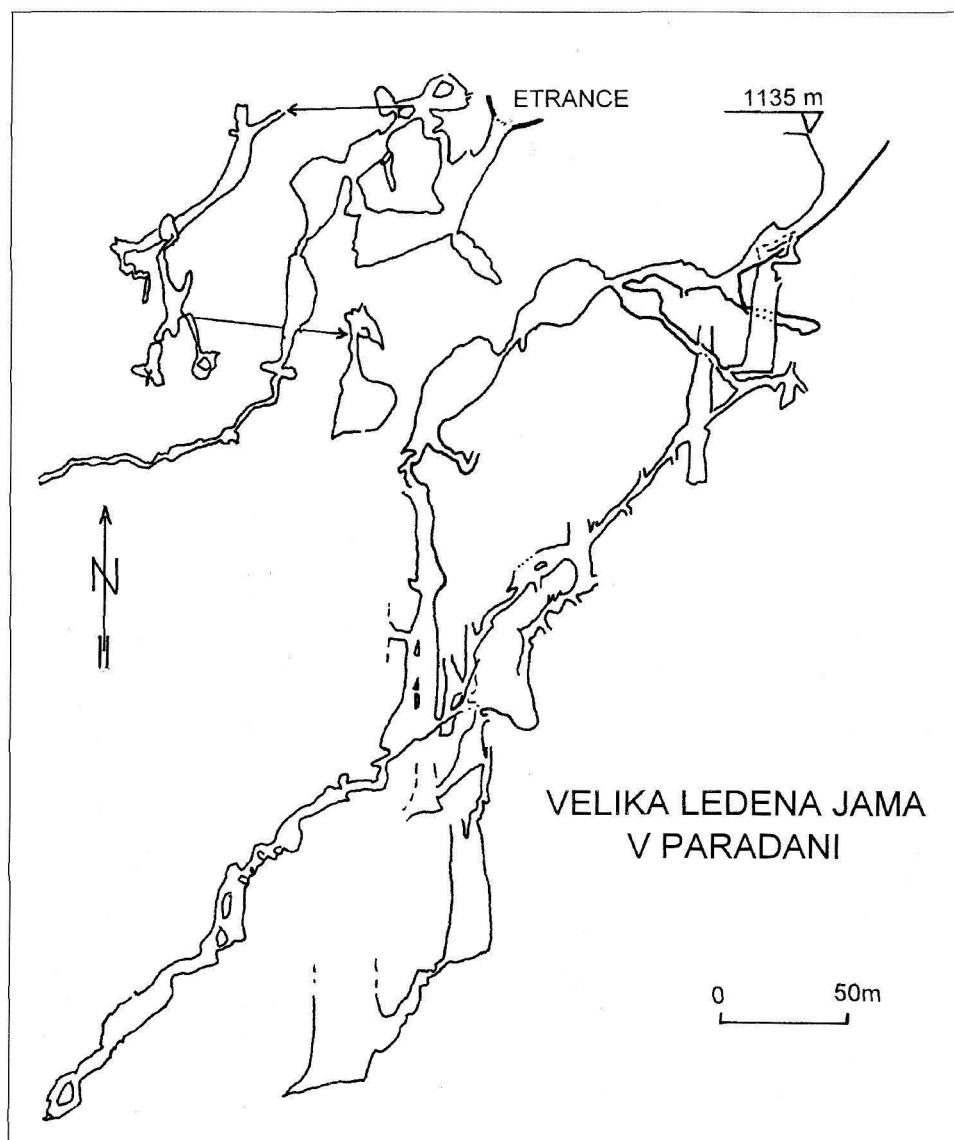 ETRANCE
1135 m
N
VELIKA LEDENA JAMA
V PARADANI
0 50m